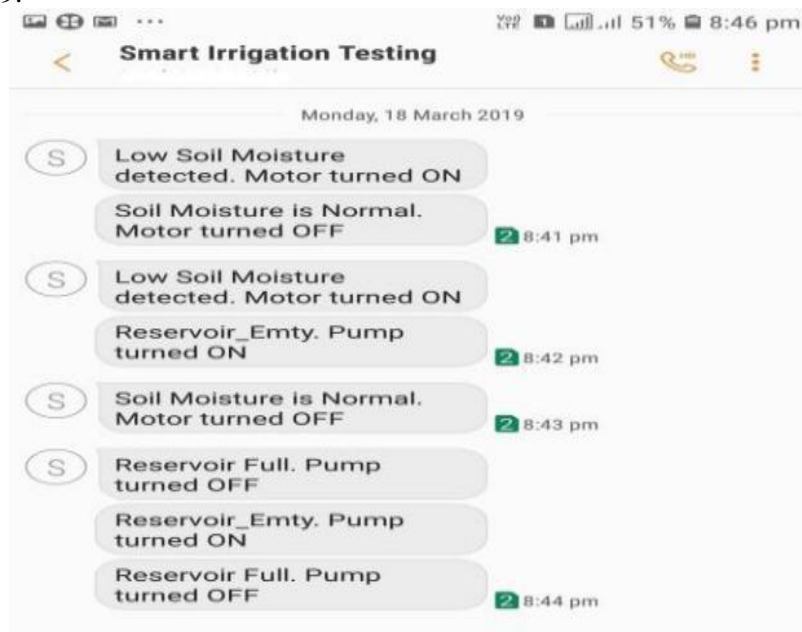 51% 8:46 pm
Smart Irrigation Testing
Monday, 18 March 2019
S
Low Soil Moisture
detected. Motor turned ON
Soil Moisture is Normal.
Motor turned OFF
2 8:41 pm
S
Low Soil Moisture
detected. Motor turned ON
Reservoir_Emty. Pump
turned ON
2 8:42 pm
S
Soil Moisture is Normal.
Motor turned OFF
2 8:43 pm
S
Reservoir Full. Pump
turned OFF
Reservoir_Emty. Pump
turned ON
Reservoir Full. Pump
turned OFF
2 8:44 pm